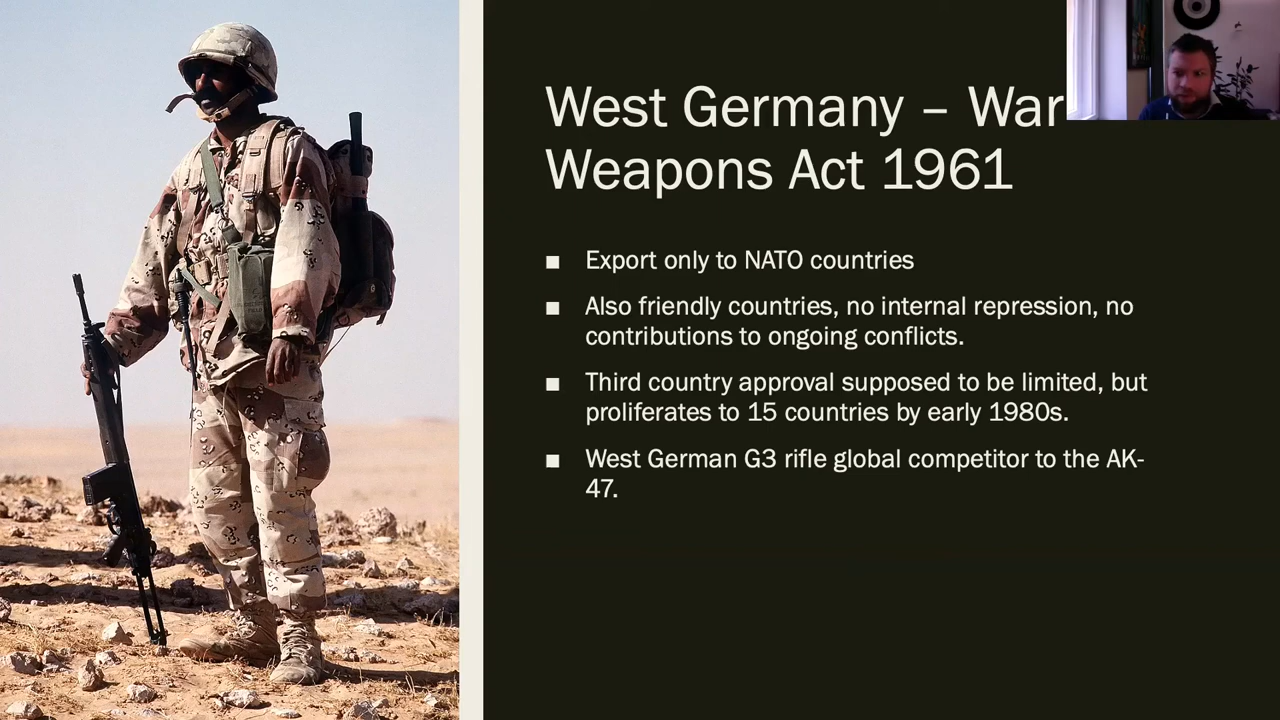 West Germany – War
Weapons Act 1961
■ Export only to NATO countries
■ Also friendly countries, no internal repression, no
contributions to ongoing conflicts.
■ Third country approval supposed to be limited, but
proliferates to 15 countries by early 1980s.
■ West German G3 rifle global competitor to the AK-
47.